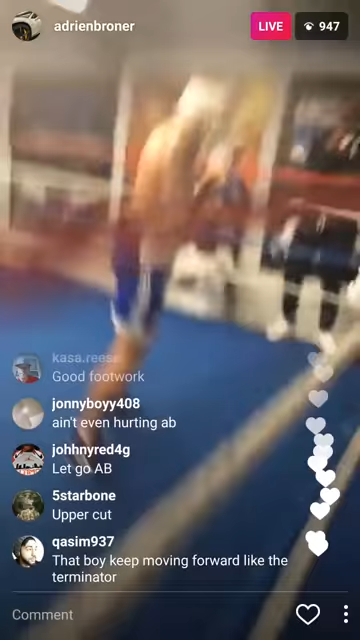 adrienbroner
LIVE
947
kasa.reese
Good footwork
jonnyboyy408
ain't even hurting ab
johhnyred4g
Let go AB
5starbone
Upper cut
qasim937
That boy keep moving forward like the
terminator
Comment